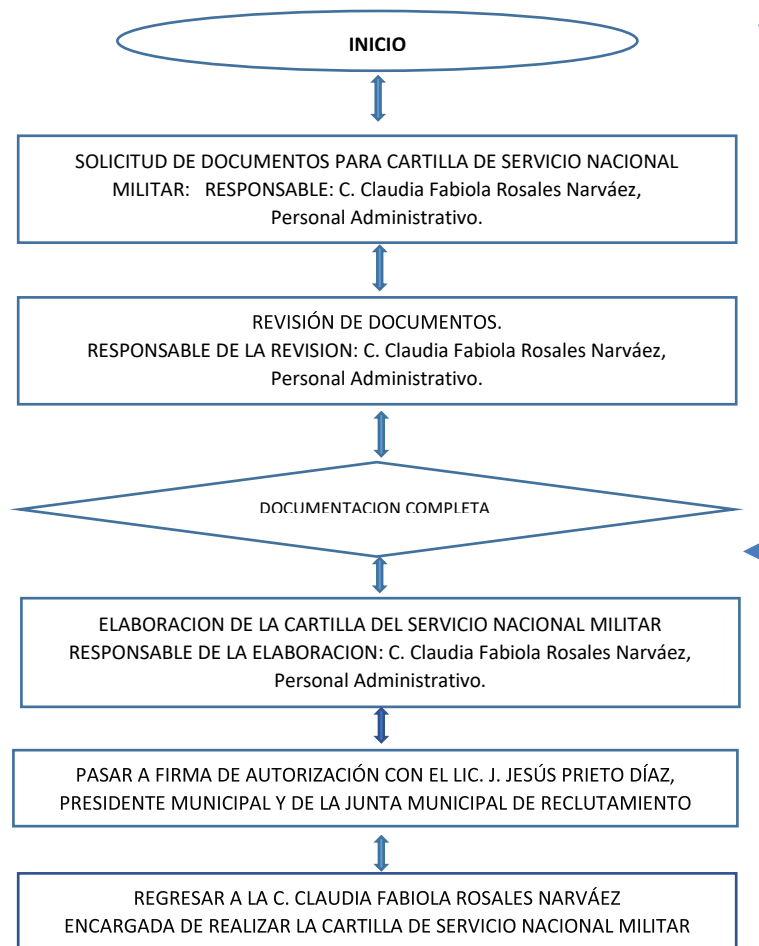 INICIO
SOLICITUD DE DOCUMENTOS PARA CARTILLA DE SERVICIO NACIONAL
MILITAR: RESPONSABLE: C. Claudia Fabiola Rosales Narváez,
Personal Administrativo.
REVISIÓN DE DOCUMENTOS.
RESPONSABLE DE LA REVISION: C. Claudia Fabiola Rosales Narváez,
Personal Administrativo.
DOCUMENTACION COMPLETA
ELABORACION DE LA CARTILLA DEL SERVICIO NACIONAL MILITAR
RESPONSABLE DE LA ELABORACION: C. Claudia Fabiola Rosales Narváez,
Personal Administrativo.
PASAR A FIRMA DE AUTORIZACIÓN CON EL LIC. J. JESÚS PRIETO DÍAZ,
PRESIDENTE MUNICIPAL Y DE LA JUNTA MUNICIPAL DE RECLUTAMIENTO
REGRESAR A LA C. CLAUDIA FABIOLA ROSALES NARVÁEZ
ENCARGADA DE REALIZAR LA CARTILLA DE SERVICIO NACIONAL MILITAR